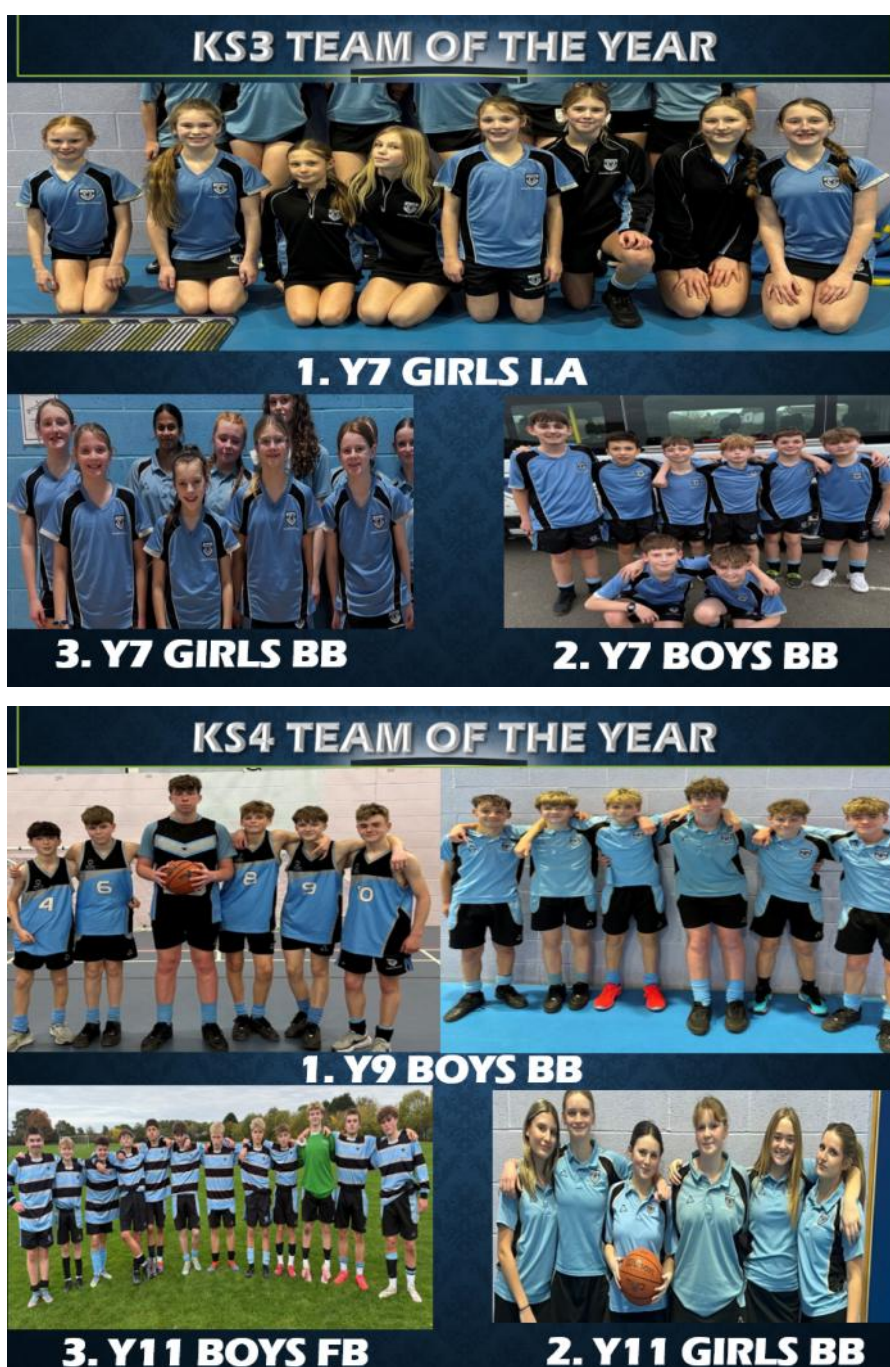 KS3 TEAM OF THE YEAR
1. Y7 GIRLS I.A
3. Y7 GIRLS BB
2. Y7 BOYS BB
KS4 TEAM OF THE YEAR
4
6
8
9
0
1. Y9 BOYS BB
3. Y11 BOYS FB
2. Y11 GIRLS BB